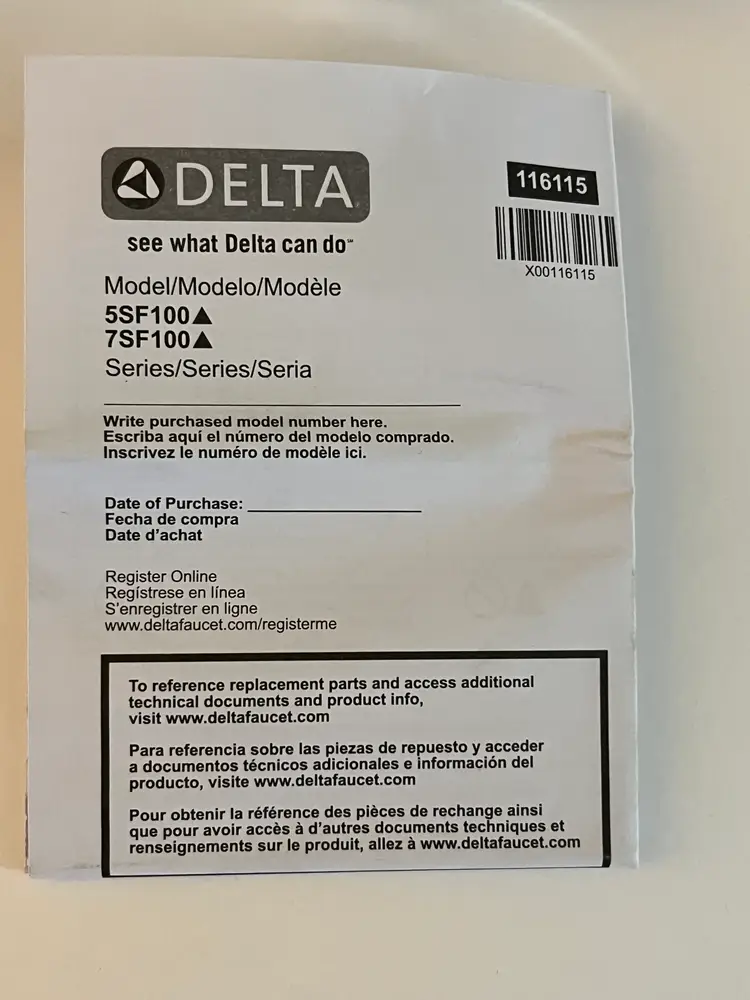 DELTA
116115
see what Delta can do℠
X00116115
Model/Modelo/Modèle
5SF100▲
7SF100▲
Series/Series/Seria
Write purchased model number here.
Escriba aquí el número del modelo comprado.
Inscrivez le numéro de modèle ici.
Date of Purchase:
Fecha de compra
Date d'achat
Register Online
Regístrese en línea
S'enregistrer en ligne
www.deltafaucet.com/registerme
To reference replacement parts and access additional
technical documents and product info,
visit www.deltafaucet.com
Para referencia sobre las piezas de repuesto y acceder
a documentos técnicos adicionales e información del
producto, visite www.deltafaucet.com
Pour obtenir la référence des pièces de rechange ainsi
que pour avoir accès à d'autres documents techniques et
renseignements sur le produit, allez à www.deltafaucet.com